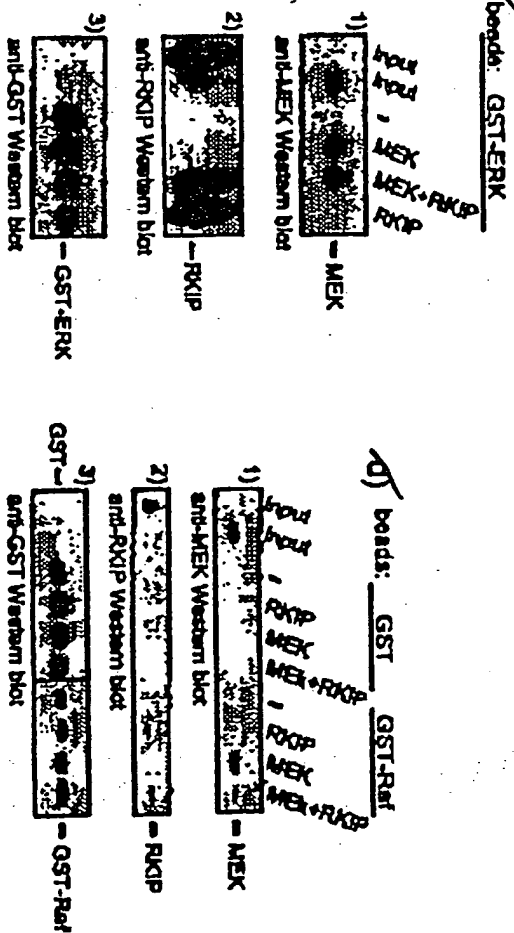 beads: GST-ERK
Input
Input
-
MEK
MEK+RKIP
RKIP
1)
– MEK
anti-MEK Western blot
2)
– RKIP
anti-RKIP Western blot
3)
– GST-ERK
anti-GST Western blot
d) beads: GST GST-Raf
Input
Input
-
RKIP
MEK
MEK+RKIP
-
RKIP
MEK
MEK+RKIP
1)
– MEK
anti-MEK Western blot
2)
– RKIP
anti-RKIP Western blot
3)
GST – – GST-Raf
anti-GST Western blot